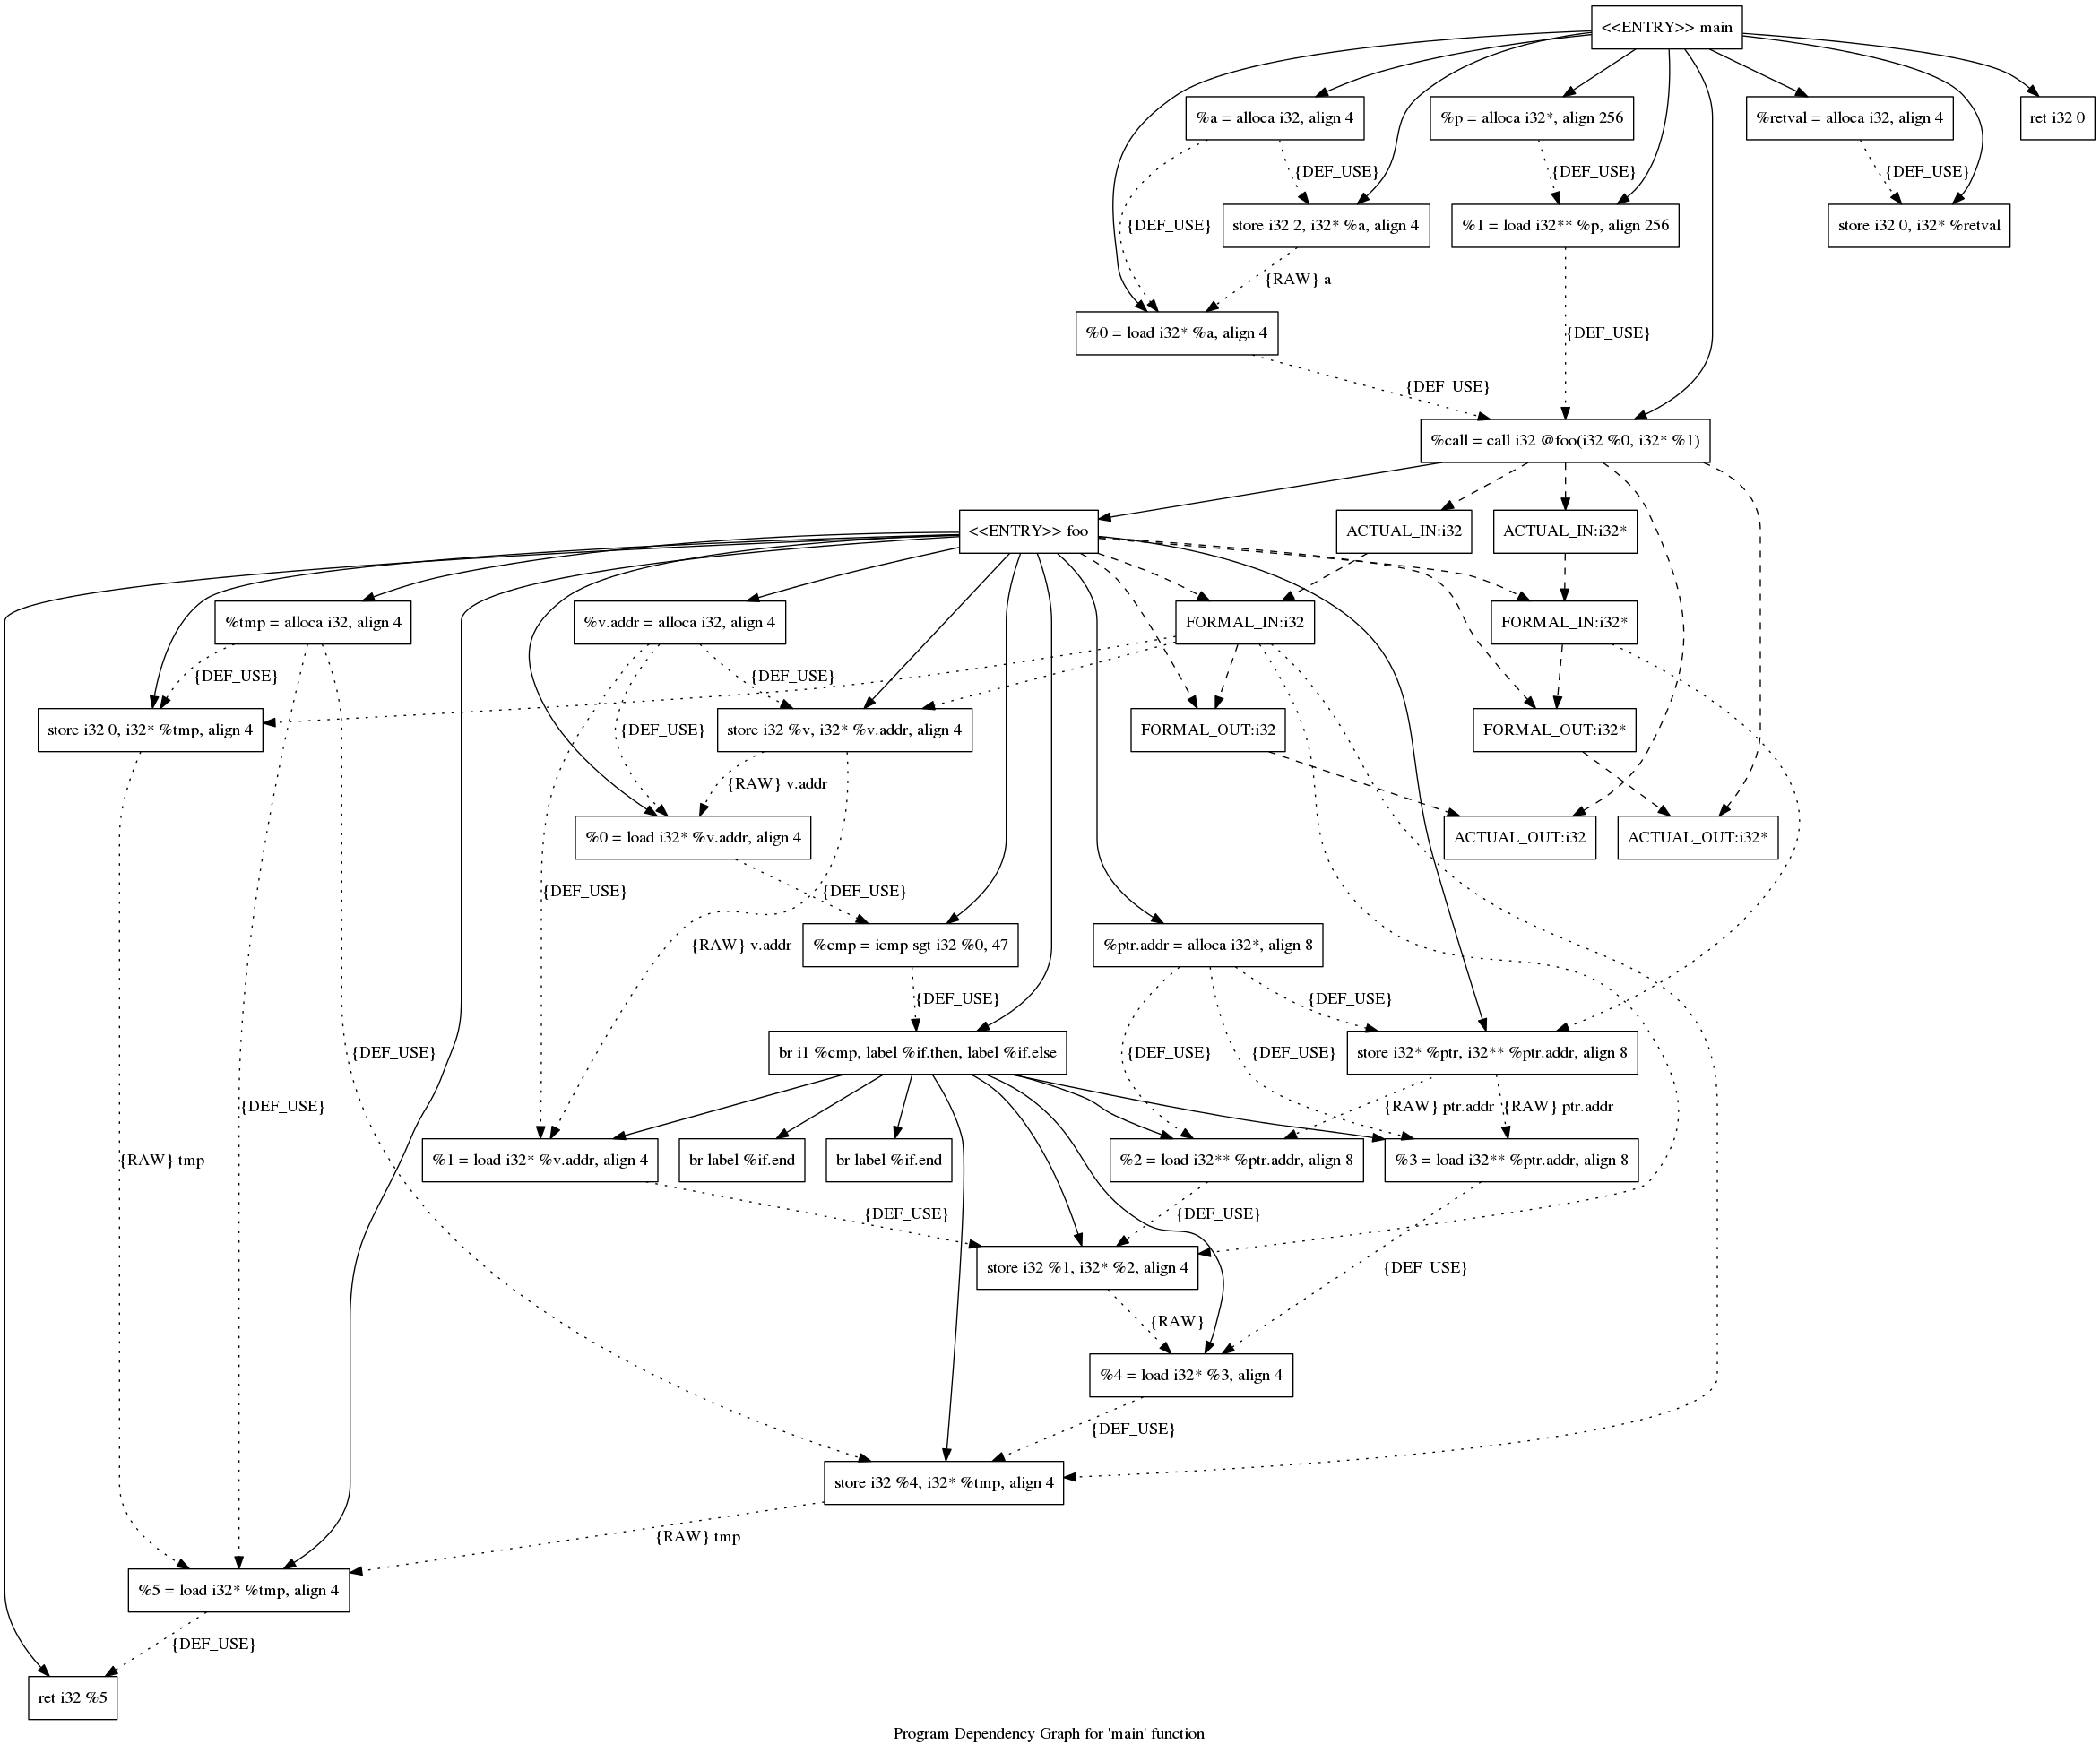 <<ENTRY>> main
%a = alloca i32, align 4
%p = alloca i32*, align 256
%retval = alloca i32, align 4
ret i32 0
{DEF_USE}
{DEF_USE}
{DEF_USE}
{DEF_USE}
store i32 2, i32* %a, align 4
%1 = load i32** %p, align 256
store i32 0, i32* %retval
{RAW} a
%0 = load i32* %a, align 4
{DEF_USE}
{DEF_USE}
%call = call i32 @foo(i32 %0, i32* %1)
<<ENTRY>> foo
ACTUAL_IN:i32
ACTUAL_IN:i32*
%tmp = alloca i32, align 4
%v.addr = alloca i32, align 4
FORMAL_IN:i32
FORMAL_IN:i32*
{DEF_USE}
{DEF_USE}
store i32 0, i32* %tmp, align 4
{DEF_USE}
store i32 %v, i32* %v.addr, align 4
FORMAL_OUT:i32
FORMAL_OUT:i32*
{RAW} v.addr
%0 = load i32* %v.addr, align 4
ACTUAL_OUT:i32
ACTUAL_OUT:i32*
{DEF_USE}
{DEF_USE}
{RAW} v.addr
%cmp = icmp sgt i32 %0, 47
%ptr.addr = alloca i32*, align 8
{DEF_USE}
{DEF_USE}
{DEF_USE}
br i1 %cmp, label %if.then, label %if.else
{DEF_USE}
{DEF_USE}
store i32* %ptr, i32** %ptr.addr, align 8
{DEF_USE}
{RAW} ptr.addr
{RAW} ptr.addr
{RAW} tmp
%1 = load i32* %v.addr, align 4
br label %if.end
br label %if.end
%2 = load i32** %ptr.addr, align 8
%3 = load i32** %ptr.addr, align 8
{DEF_USE}
{DEF_USE}
store i32 %1, i32* %2, align 4
{DEF_USE}
{RAW}
%4 = load i32* %3, align 4
{DEF_USE}
store i32 %4, i32* %tmp, align 4
{RAW} tmp
%5 = load i32* %tmp, align 4
{DEF_USE}
ret i32 %5
Program Dependency Graph for 'main' function